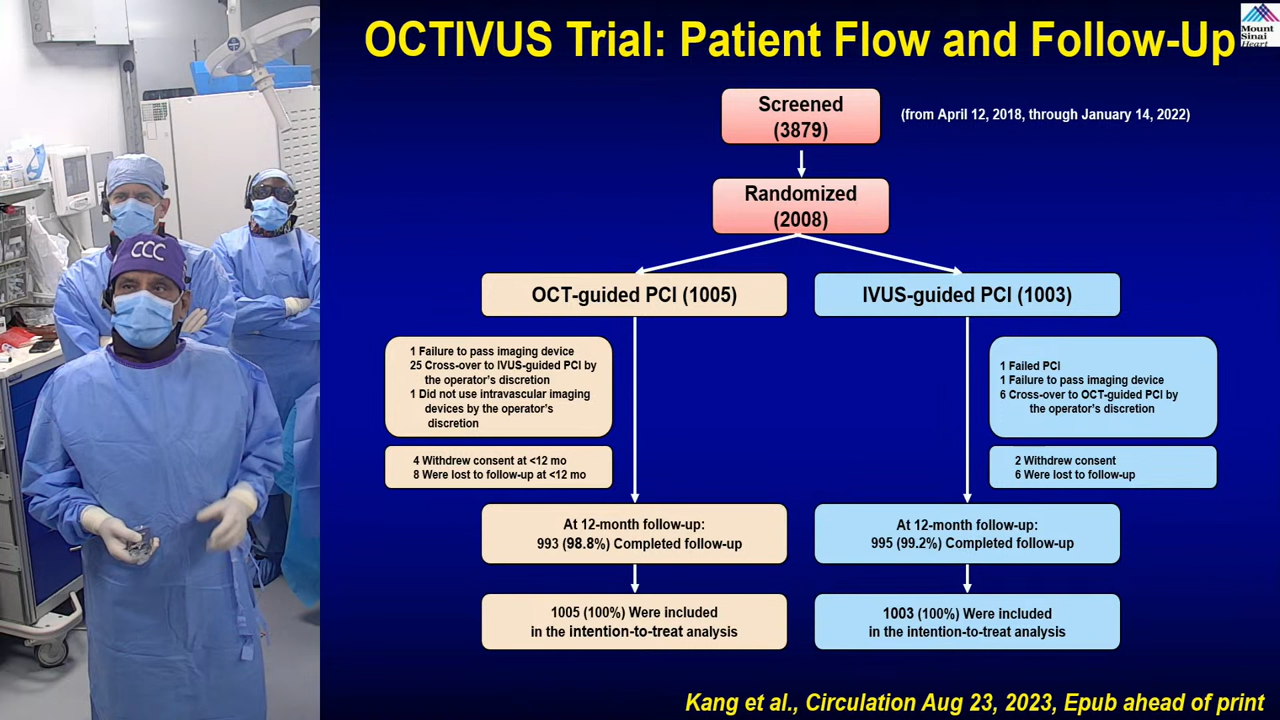 OCTIVUS Trial: Patient Flow and Follow-Up
Mount
Sinai
Heart
Screened
(3879)
(from April 12, 2018, through January 14, 2022)
Randomized
(2008)
OCT-guided PCI (1005)
IVUS-guided PCI (1003)
1 Failure to pass imaging device
25 Cross-over to IVUS-guided PCI by
the operator's discretion
1 Did not use intravascular imaging
devices by the operator's
discretion
1 Failed PCI
1 Failure to pass imaging device
6 Cross-over to OCT-guided PCI by
the operator's discretion
4 Withdrew consent at <12 mo
8 Were lost to follow-up at <12 mo
2 Withdrew consent
6 Were lost to follow-up
At 12-month follow-up:
993 (98.8%) Completed follow-up
At 12-month follow-up:
995 (99.2%) Completed follow-up
1005 (100%) Were included
in the intention-to-treat analysis
1003 (100%) Were included
in the intention-to-treat analysis
Kang et al., Circulation Aug 23, 2023, Epub ahead of print
CCC